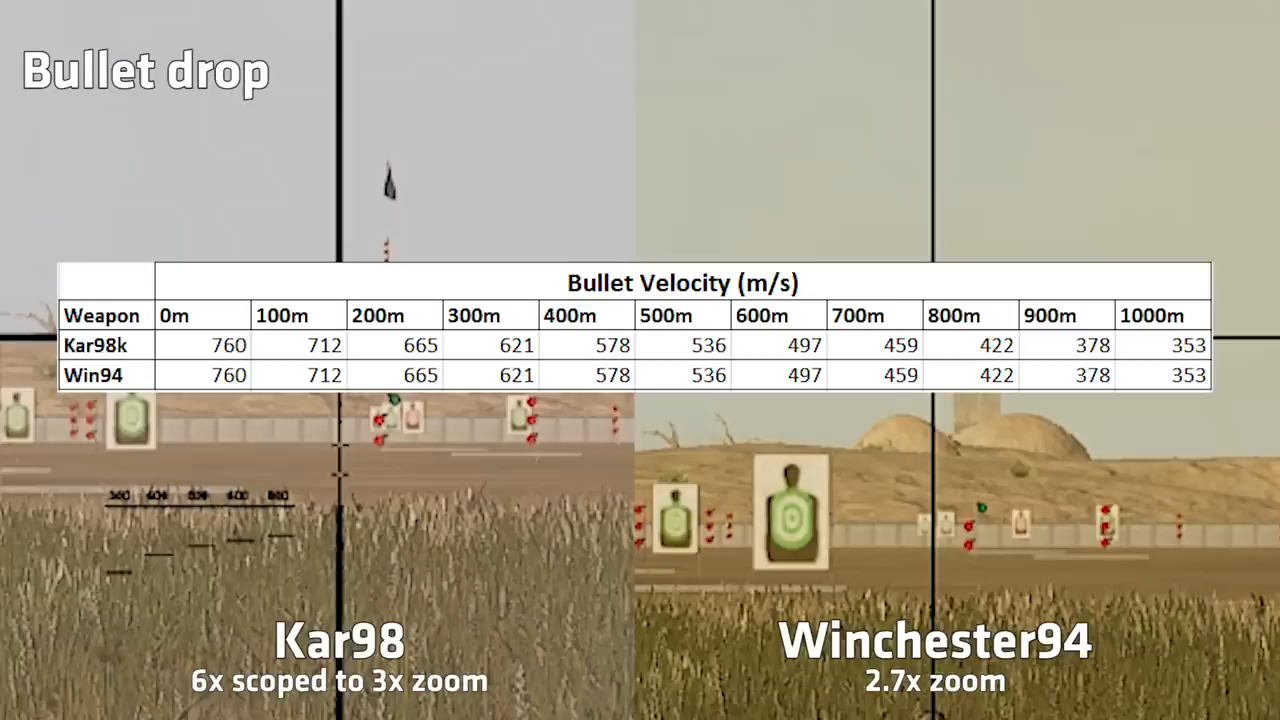 Bullet drop
Bullet Velocity (m/s)
Weapon 0m 100m 200m 300m 400m 500m 600m 700m 800m 900m 1000m
Kar98k 760 712 665 621 578 536 497 459 422 378 353
Win94 760 712 665 621 578 536 497 459 422 378 353
Kar98
6x scoped to 3x zoom
Winchester94
2.7x zoom